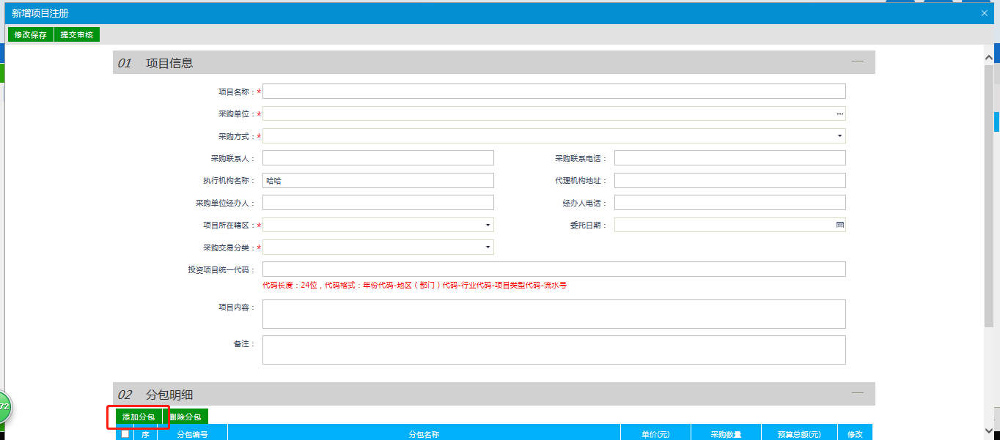 新增项目注册
修改保存 提交审核
01 项目信息
项目名称：*
采购单位：* ...
采购方式：*
采购联系人： 采购联系电话：
执行机构名称： 哈哈 代理机构地址：
采购单位经办人： 经办人电话：
项目所在辖区：* 委托日期：
采购交易分类：*
投资项目统一代码：
代码长度：24位，代码格式：年份代码-地区（部门）代码-行业代码-项目类型代码-流水号
项目内容：
备注：
02 分包明细
72
添加分包 删除分包
序 分包编号 分包名称 单价(元) 采购数量 预算总额(元) 修改